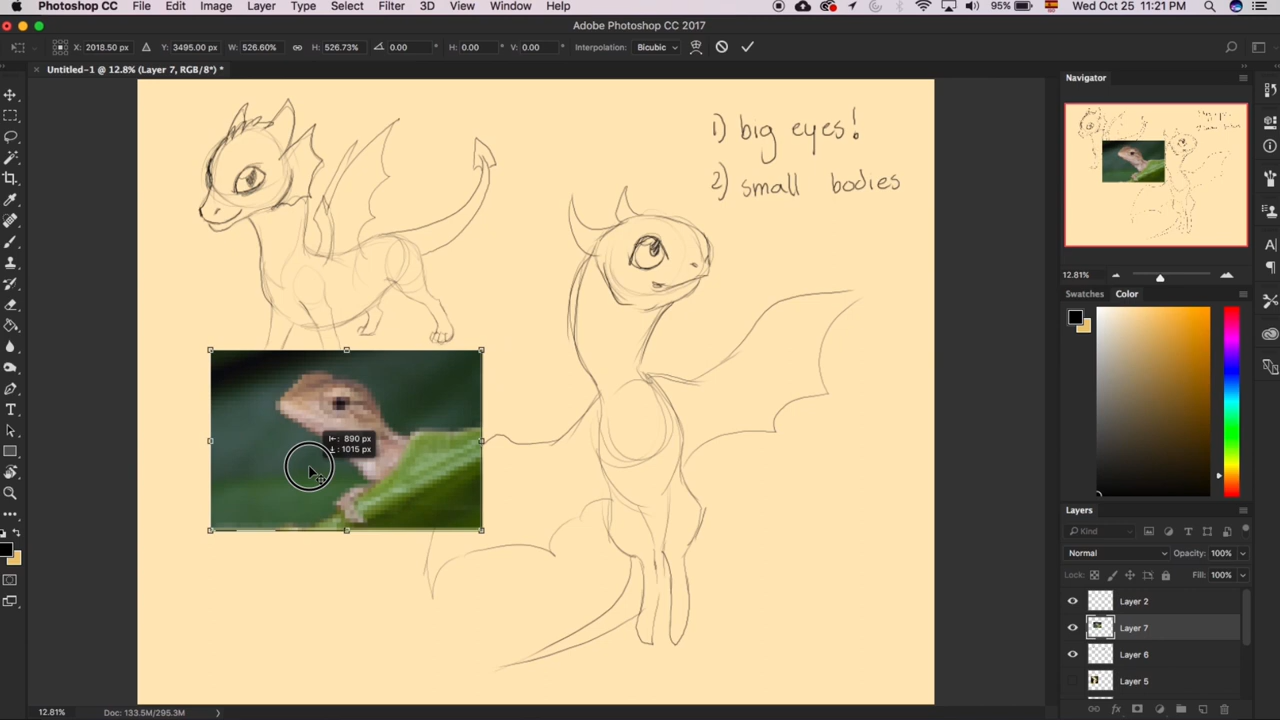 Photoshop CC File Edit Image Layer Type Select Filter 3D View Window Help 95% Wed Oct 25 11:21 PM
Adobe Photoshop CC 2017
X: 2018.50 px Y: 3495.00 px W: 526.60% H: 526.73% 0.00 ° H: 0.00 ° V: 0.00 ° Interpolation: Bicubic
Untitled-1 @ 12.8% (Layer 7, RGB/8*) *
Navigator
1) big eyes!
2) small bodies
12.81%
Swatches Color
890 px
1015 px
Layers
Kind
Normal Opacity: 100%
Lock: Fill: 100%
Layer 2
Layer 7
Layer 6
Layer 5
12.81% Doc: 133.5M/295.3M